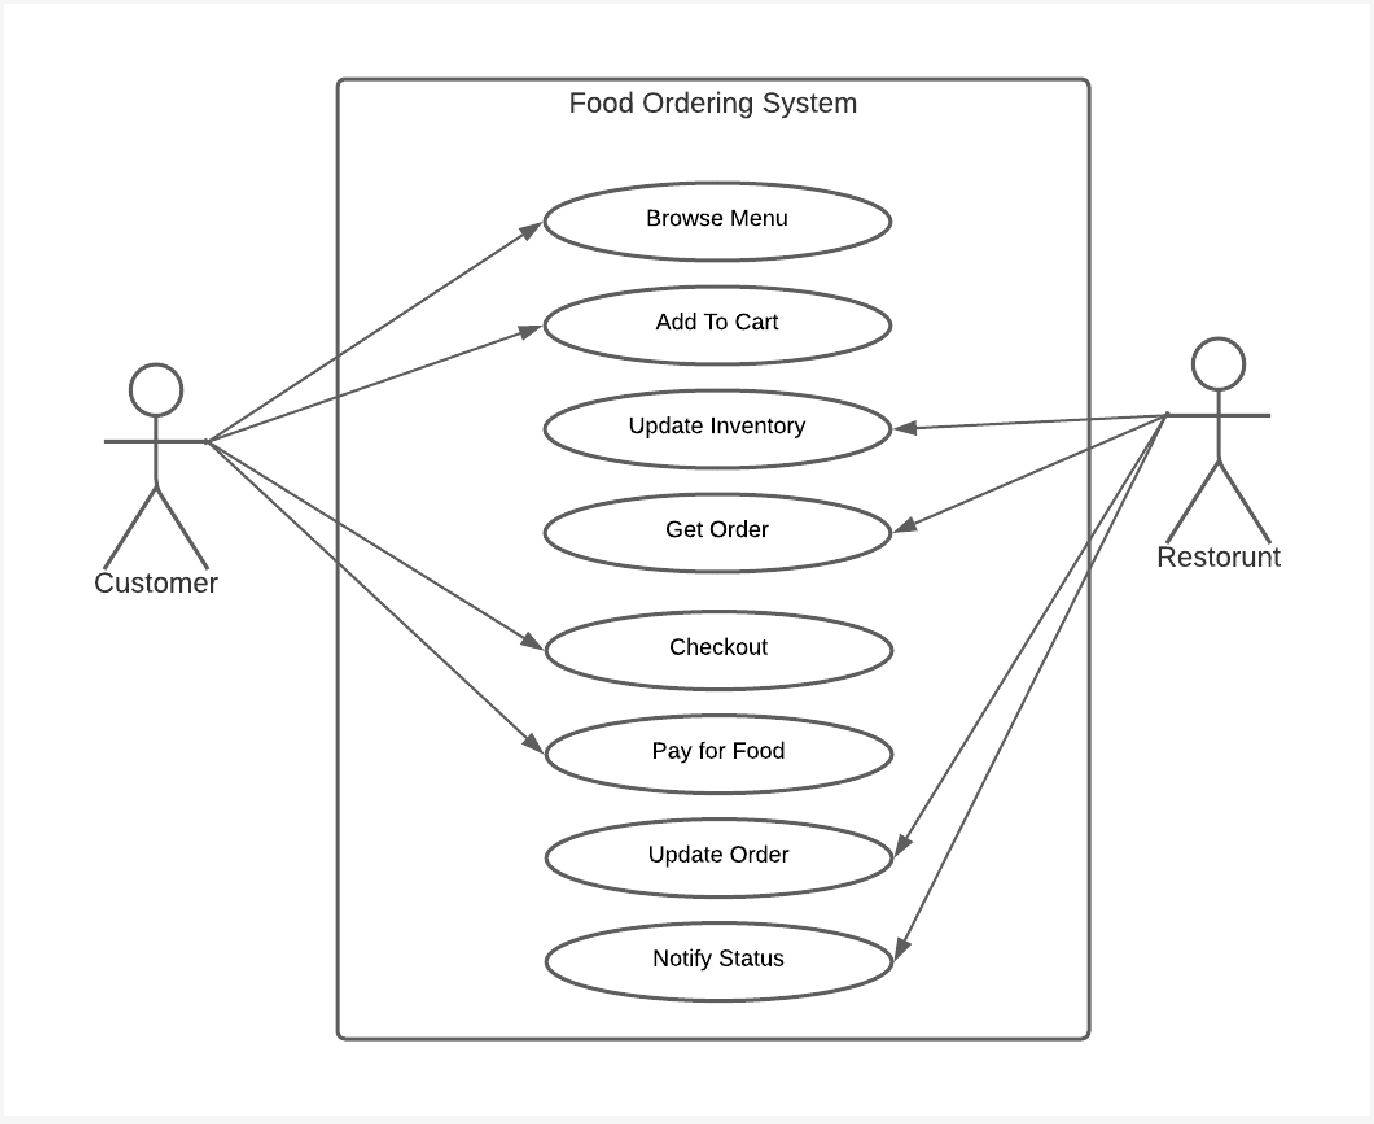 Food Ordering System
Browse Menu
Add To Cart
Update Inventory
Get Order
Customer
Restorunt
Checkout
Pay for Food
Update Order
Notify Status